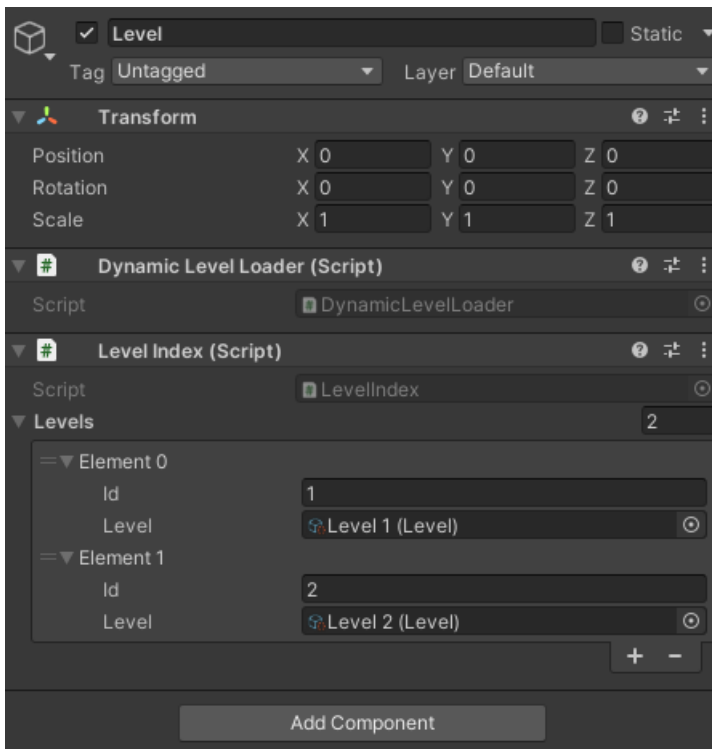 Level Static
Tag Untagged Layer Default
Transform
Position X 0 Y 0 Z 0
Rotation X 0 Y 0 Z 0
Scale X 1 Y 1 Z 1
# Dynamic Level Loader (Script)
Script # DynamicLevelLoader
# Level Index (Script)
Script # LevelIndex
Levels 2
Element 0
Id 1
Level Level 1 (Level)
Element 1
Id 2
Level Level 2 (Level)
+ -
Add Component